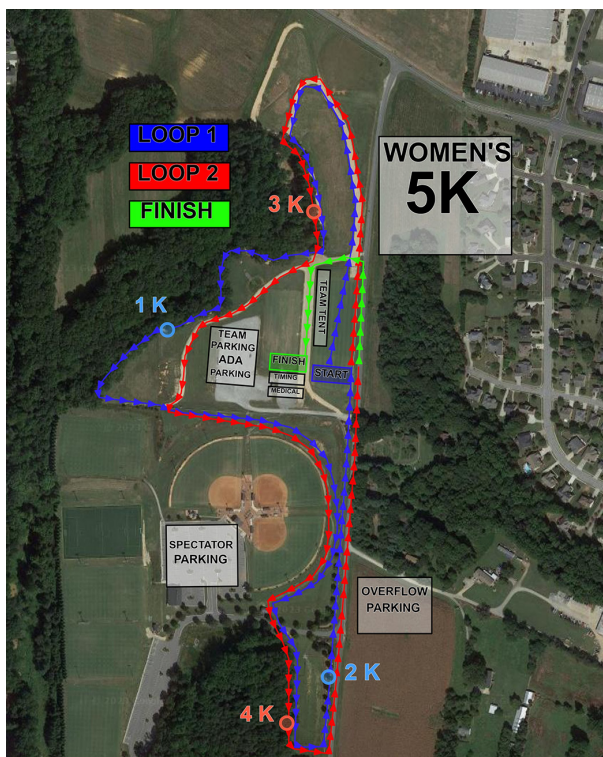 LOOP 1
LOOP 2
FINISH
WOMEN'S
5K
3 K
1 K
TEAM TENT
TEAM
PARKING
ADA
PARKING
FINISH
TIMING
MEDICAL
START
SPECTATOR
PARKING
OVERFLOW
PARKING
2 K
4 K